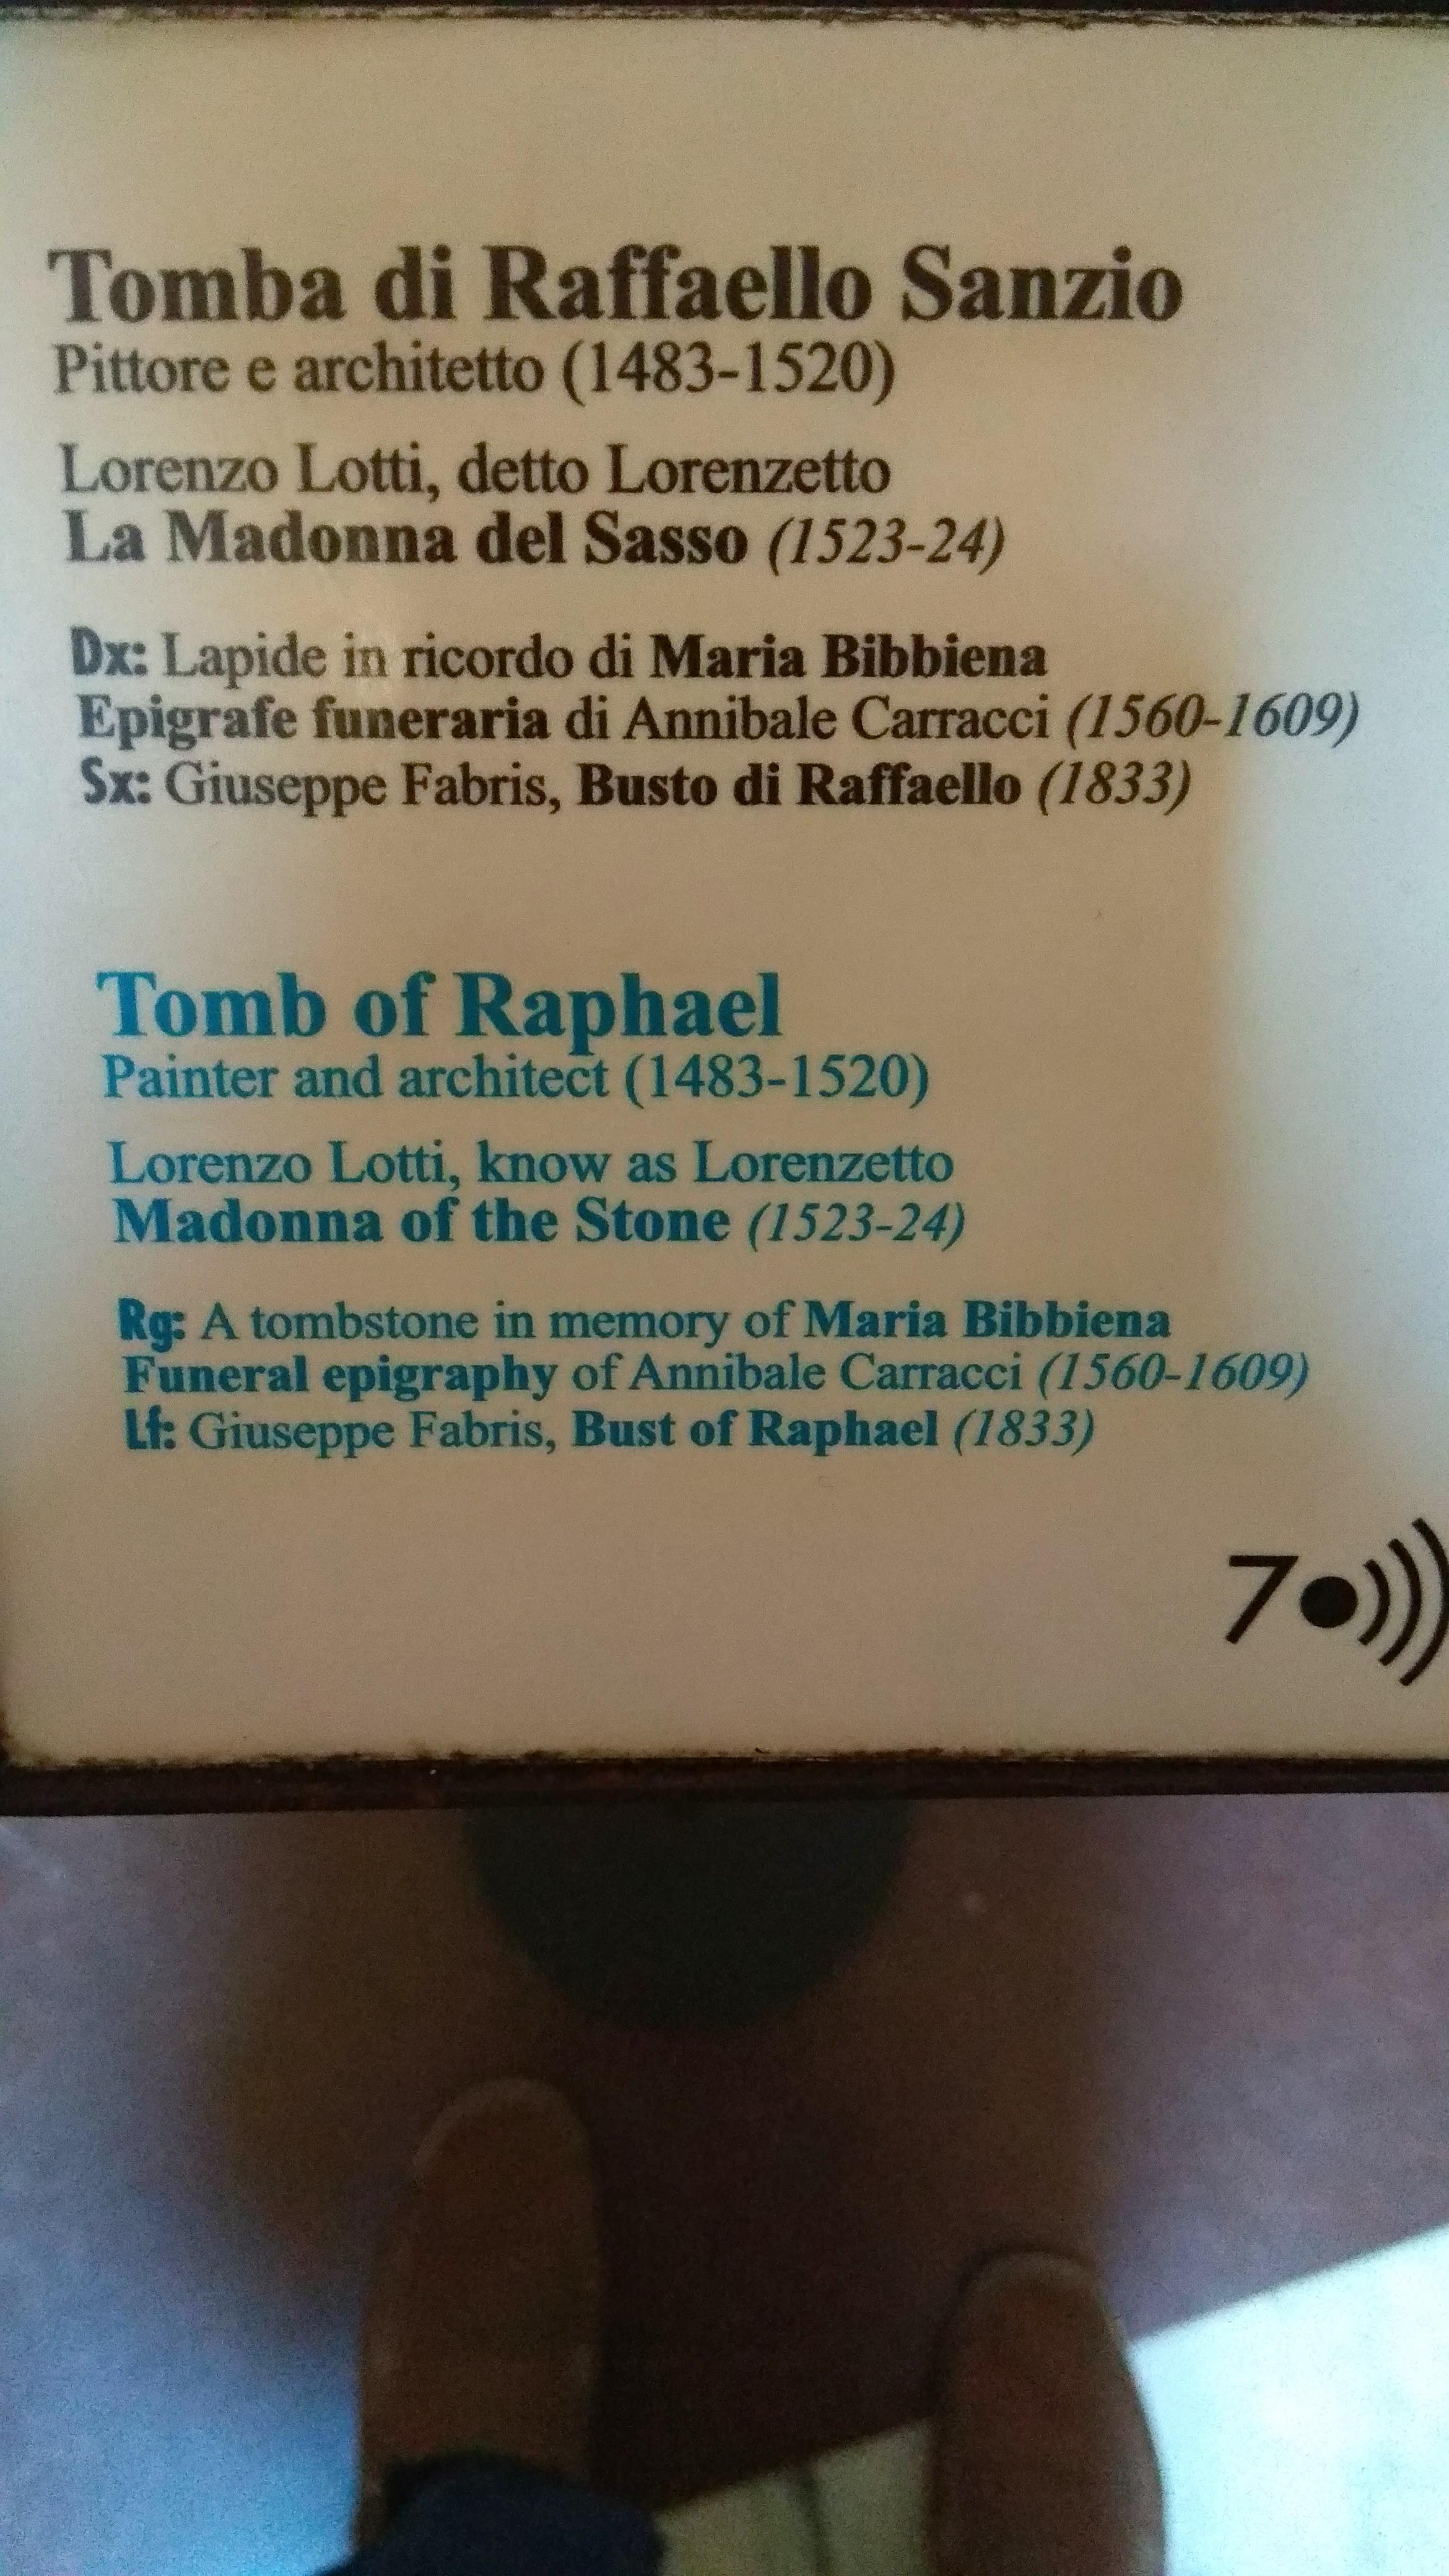 Tomba di Raffaello Sanzio
Pittore e architetto (1483-1520)
Lorenzo Lotti, detto Lorenzetto
La Madonna del Sasso (1523-24)
Dx: Lapide in ricordo di Maria Bibbiena
Epigrafe funeraria di Annibale Carracci (1560-1609)
Sx: Giuseppe Fabris, Busto di Raffaello (1833)
Tomb of Raphael
Painter and architect (1483-1520)
Lorenzo Lotti, know as Lorenzetto
Madonna of the Stone (1523-24)
Rg: A tombstone in memory of Maria Bibbiena
Funeral epigraphy of Annibale Carracci (1560-1609)
Lf: Giuseppe Fabris, Bust of Raphael (1833)
7